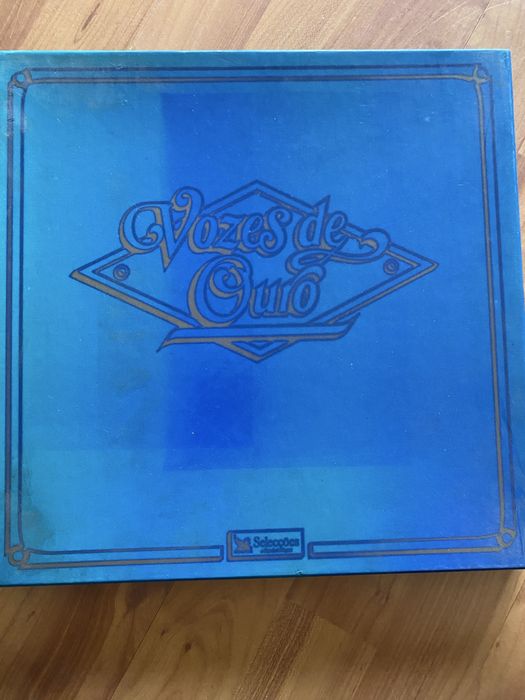 Vozes de
Ouro
Selecções